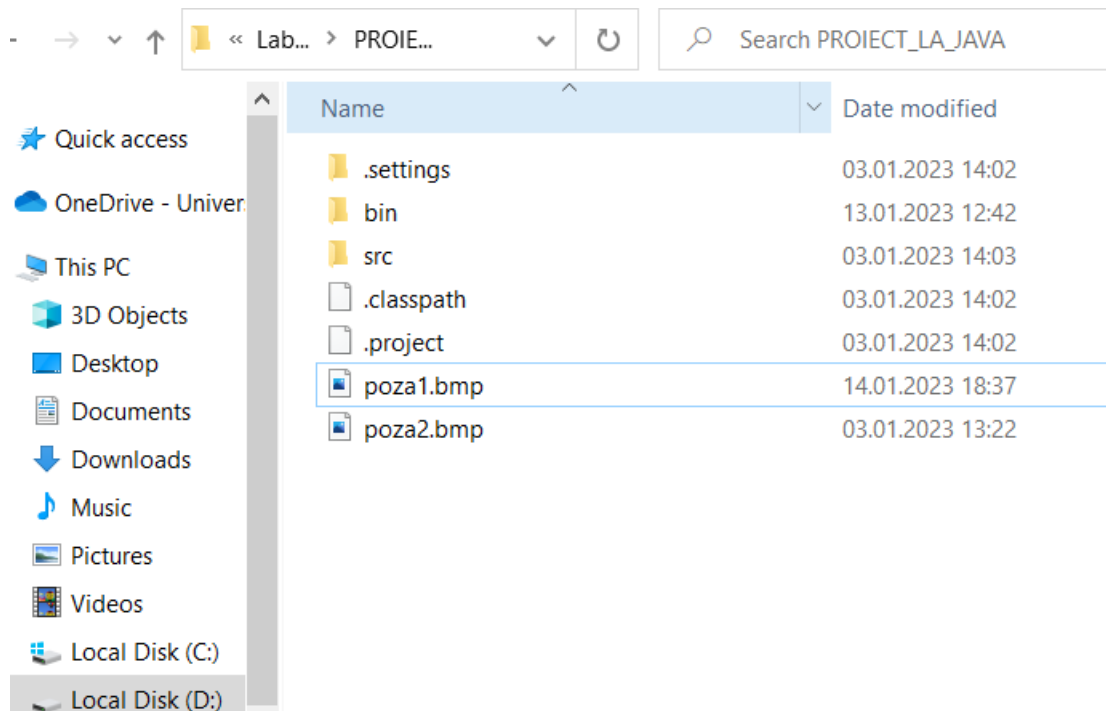 « Lab... > PROIE...
Search PROIECT_LA_JAVA
Name Date modified
Quick access
OneDrive - Univer
This PC
3D Objects
Desktop
Documents
Downloads
Music
Pictures
Videos
Local Disk (C:)
Local Disk (D:)
.settings 03.01.2023 14:02
bin 13.01.2023 12:42
src 03.01.2023 14:03
.classpath 03.01.2023 14:02
.project 03.01.2023 14:02
poza1.bmp 14.01.2023 18:37
poza2.bmp 03.01.2023 13:22